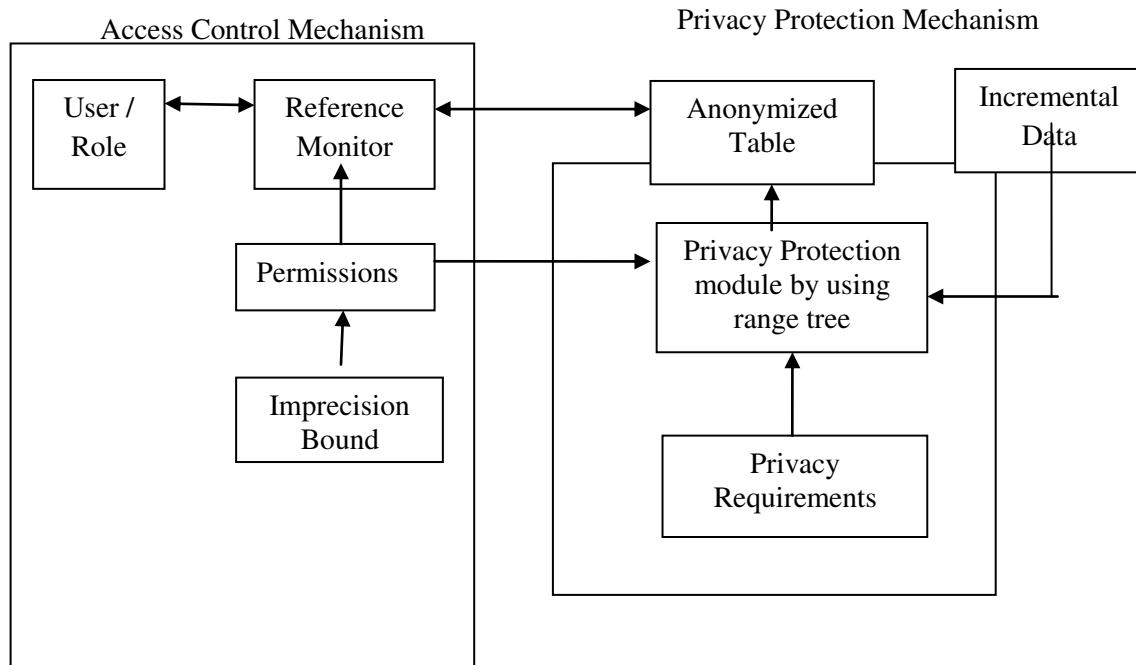 Access Control Mechanism
Privacy Protection Mechanism
User /
Role
Reference
Monitor
Anonymized
Table
Incremental
Data
Permissions
Privacy Protection
module by using
range tree
Imprecision
Bound
Privacy
Requirements